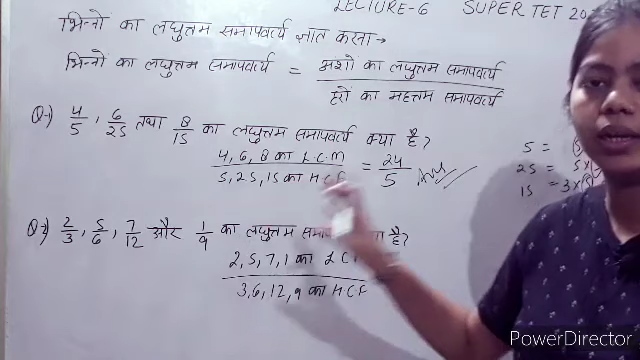 LECTURE-6 SUPER TET 20
भिन्नों का लघुत्तम समापवर्त्य ज्ञात करना →
भिन्नों का लघुत्तम समापवर्त्य = अंशो का लघुत्तम समापवर्त्य / हरों का महत्तम समापवर्त्य
Q.1) 4/5, 6/25 तथा 8/15 का लघुत्तम समापवर्त्य क्या है?
4, 6, 8 का L.C.M / 5, 25, 15 का H.C.F = 24/5 Ans
5 =
25 = 5×
15 = 3×
Q.2) 2/3, 5/6, 7/12 और 1/9 का लघुत्तम है?
2, 5, 7, 1 का L.C / 3, 6, 12, 9 का H.C.F =
PowerDirector